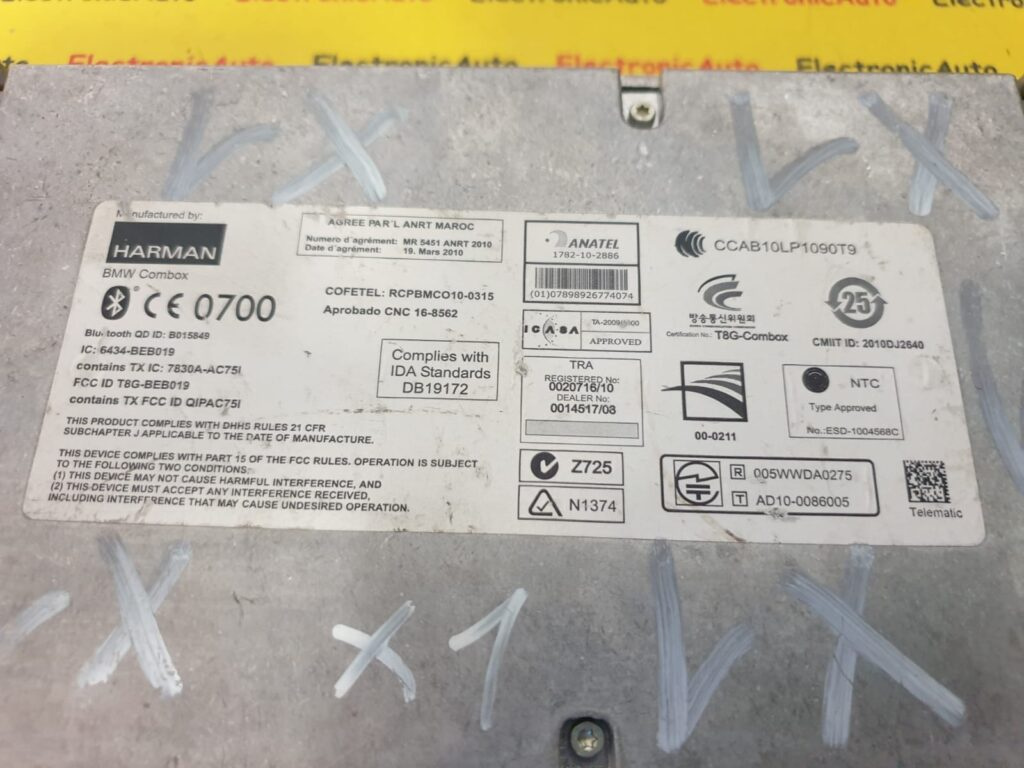 ElectronicAuto ElectronicAuto ElectronicAuto ElectronicAuto
VX VX
Manufactured by:
HARMAN
BMW Combox
CE 0700
Bluetooth QD ID: B015849
IC: 6434-BEB019
contains TX IC: 7830A-AC75I
FCC ID T8G-BEB019
contains TX FCC ID QIPAC75I
THIS PRODUCT COMPLIES WITH DHHS RULES 21 CFR
SUBCHAPTER J APPLICABLE TO THE DATE OF MANUFACTURE.
THIS DEVICE COMPLIES WITH PART 15 OF THE FCC RULES. OPERATION IS SUBJECT
TO THE FOLLOWING TWO CONDITIONS:
(1) THIS DEVICE MAY NOT CAUSE HARMFUL INTERFERENCE, AND
(2) THIS DEVICE MUST ACCEPT ANY INTERFERENCE RECEIVED,
INCLUDING INTERFERENCE THAT MAY CAUSE UNDESIRED OPERATION.
AGREE PAR'L ANRT MAROC
Numero d'agrément: MR 5451 ANRT 2010
Date d'agrément: 19. Mars 2010
COFETEL: RCPBMCO10-0315
Aprobado CNC 16-8562
Complies with
IDA Standards
DB19172
ANATEL
1782-10-2886
(01)07898926774074
ICASA
APPROVED
TRA
REGISTERED No:
0020716/10
DEALER No:
0014517/08
Z725
N1374
CCAB10LP1090T9
방송통신위원회
Certification No.: T8G-Combox
25
CMIIT ID: 2010DJ2640
00-0211
NTC
Type Approved
No.:ESD-1004568C
R 005WWDA0275
T AD10-0086005
Telematic
X X1 VX